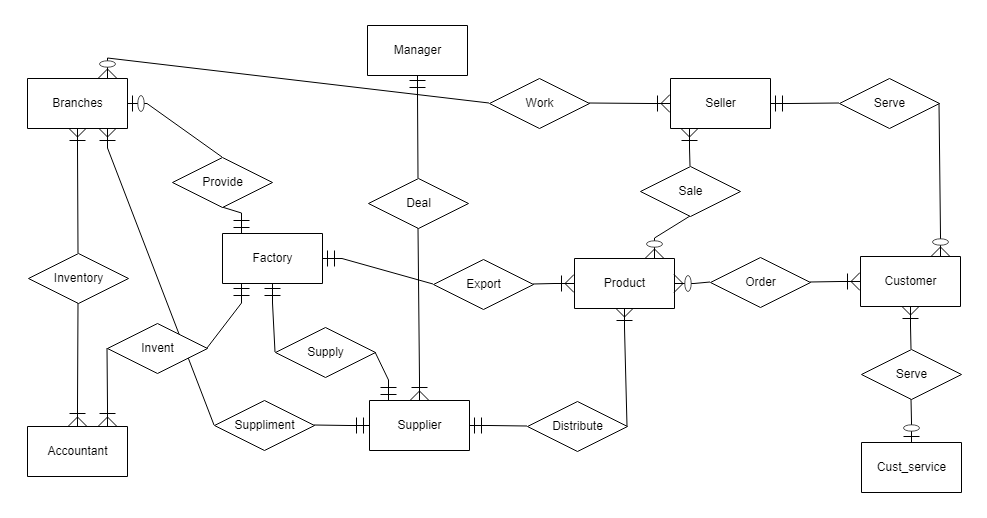 Manager
Branches
Work
Seller
Serve
Provide
Deal
Sale
Factory
Inventory
Export
Product
Order
Customer
Invent
Supply
Serve
Suppliment
Supplier
Distribute
Accountant
Cust_service